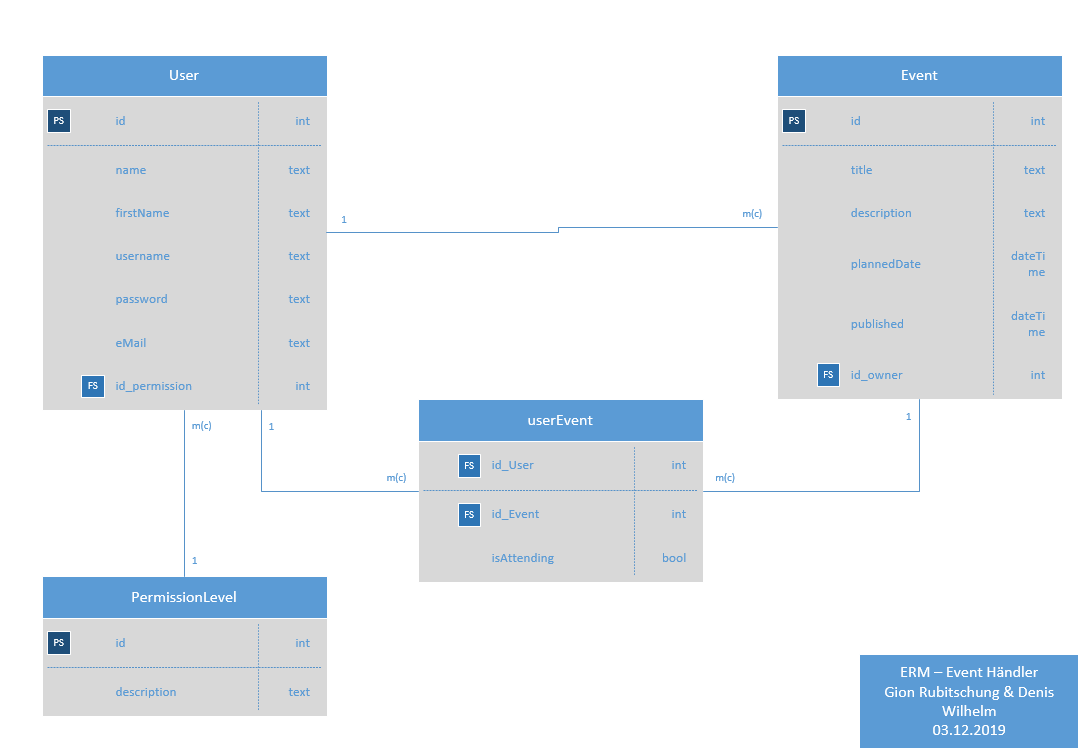 User
PS id int
name text
firstName text
username text
password text
eMail text
FS id_permission int
Event
PS id int
title text
description text
plannedDate dateTi
me
published dateTi
me
FS id_owner int
1
m(c)
m(c)
1
1
m(c)
m(c)
1
userEvent
FS id_User int
FS id_Event int
isAttending bool
PermissionLevel
PS id int
description text
ERM – Event Händler
Gion Rubitschung & Denis
Wilhelm
03.12.2019